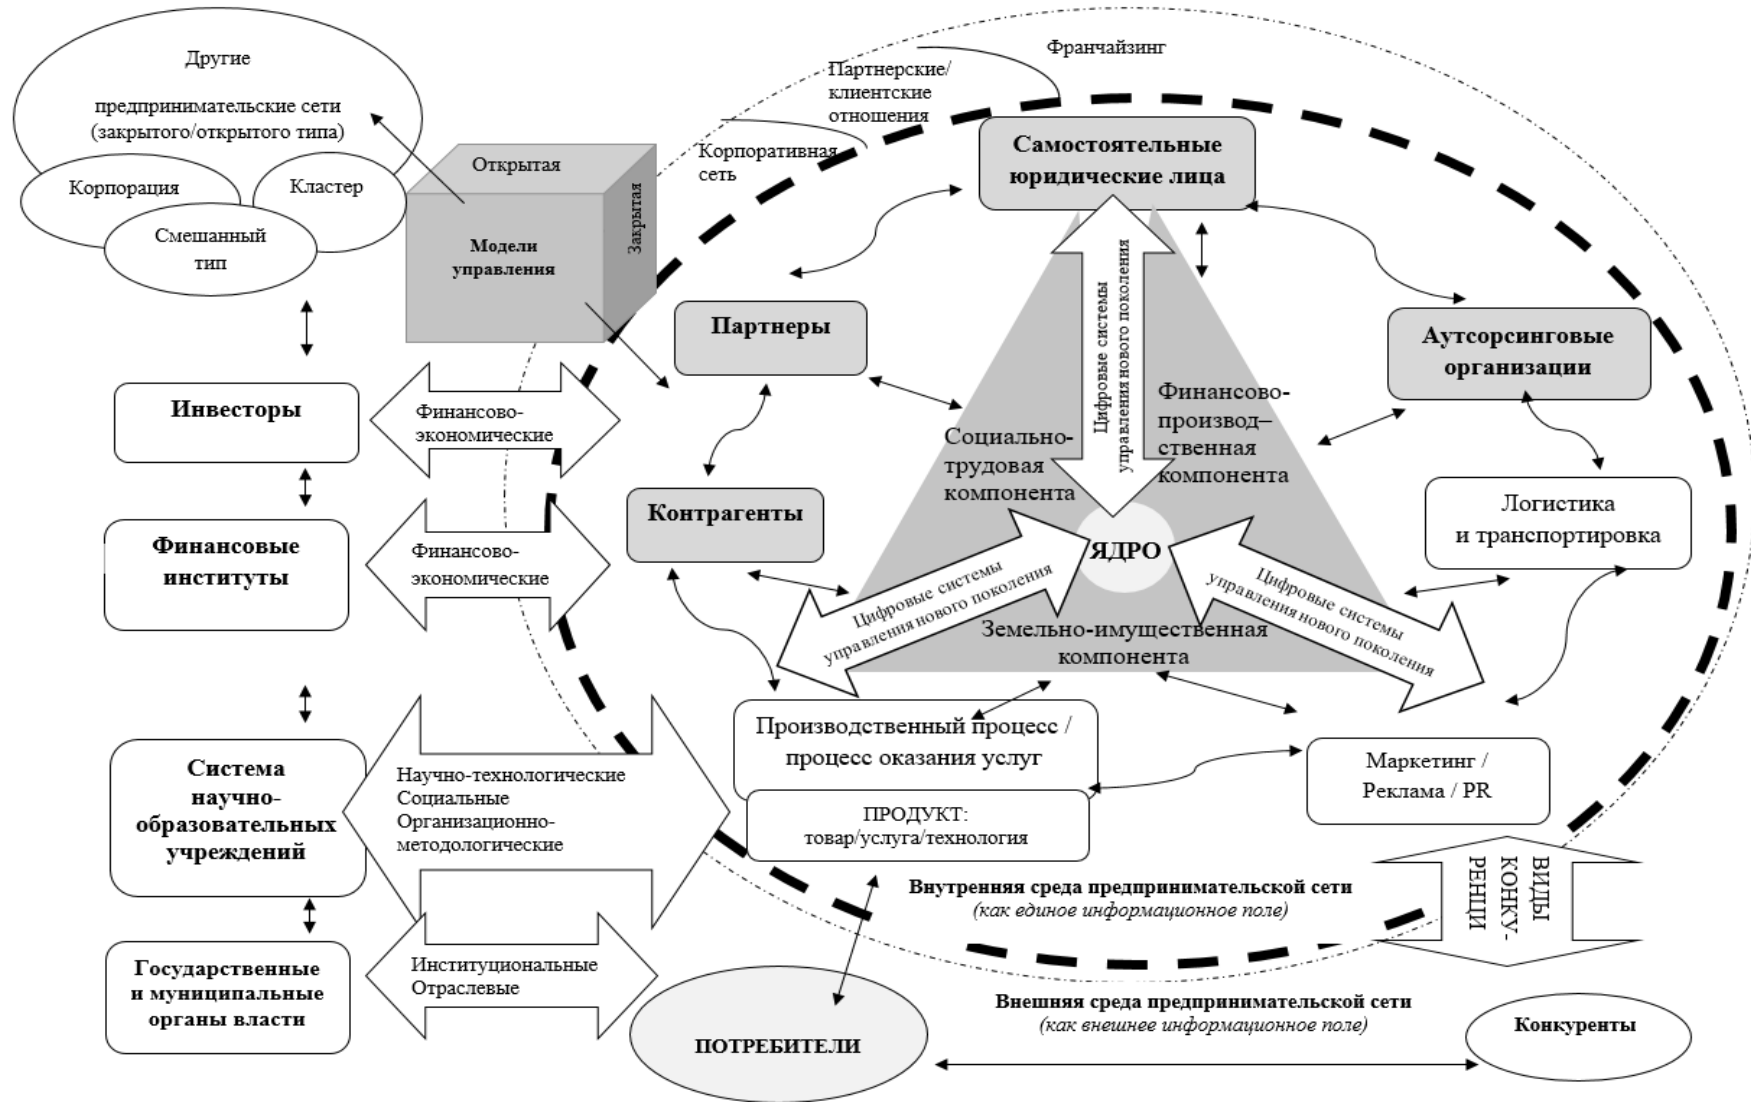 Другие
предпринимательские сети
(закрытого/открытого типа)
Корпорация
Кластер
Смешанный
тип
Открытая
Закрытая
Модели
управления
Франчайзинг
Партнерские/
клиентские
отношения
Корпоративная
сеть
Самостоятельные
юридические лица
Партнеры
Аутсорсинговые
организации
Инвесторы
Финансово-
экономические
Цифровые системы
управления нового поколения
Социально-
трудовая
компонента
Финансово-
производ–
ственная
компонента
Контрагенты
Логистика
и транспортировка
Финансовые
институты
Финансово-
экономические
ЯДРО
Цифровые системы
управления нового поколения
Цифровые системы
управления нового поколения
Земельно-имущественная
компонента
Производственный процесс /
процесс оказания услуг
ПРОДУКТ:
товар/услуга/технология
Маркетинг /
Реклама / PR
Система
научно-
образовательных
учреждений
Научно-технологические
Социальные
Организационно-
методологические
Внутренняя среда предпринимательской сети
(как единое информационное поле)
ВИДЫ
КОНКУ-
РЕНЦИ
Государственные
и муниципальные
органы власти
Институциональные
Отраслевые
Внешняя среда предпринимательской сети
(как внешнее информационное поле)
ПОТРЕБИТЕЛИ
Конкуренты